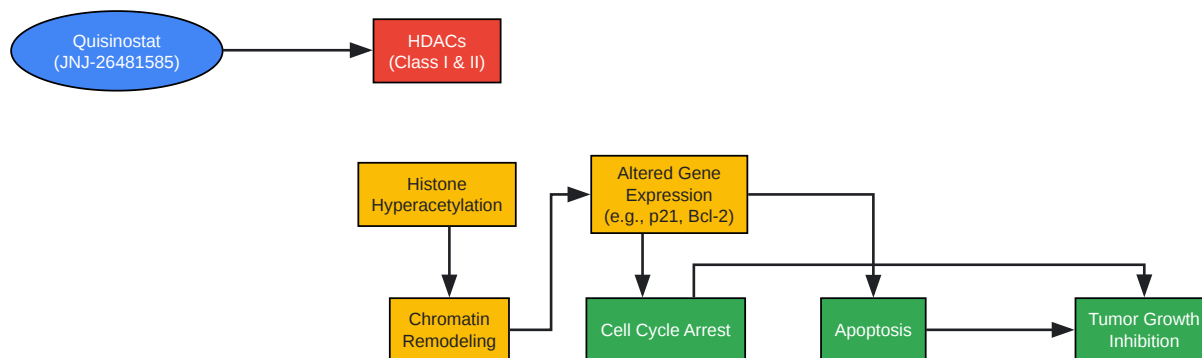 Quisinostat
(JNJ-26481585)
HDACs
(Class I & II)
Histone
Hyperacetylation
Altered Gene
Expression
(e.g., p21, Bcl-2)
Chromatin
Remodeling
Cell Cycle Arrest
Apoptosis
Tumor Growth
Inhibition